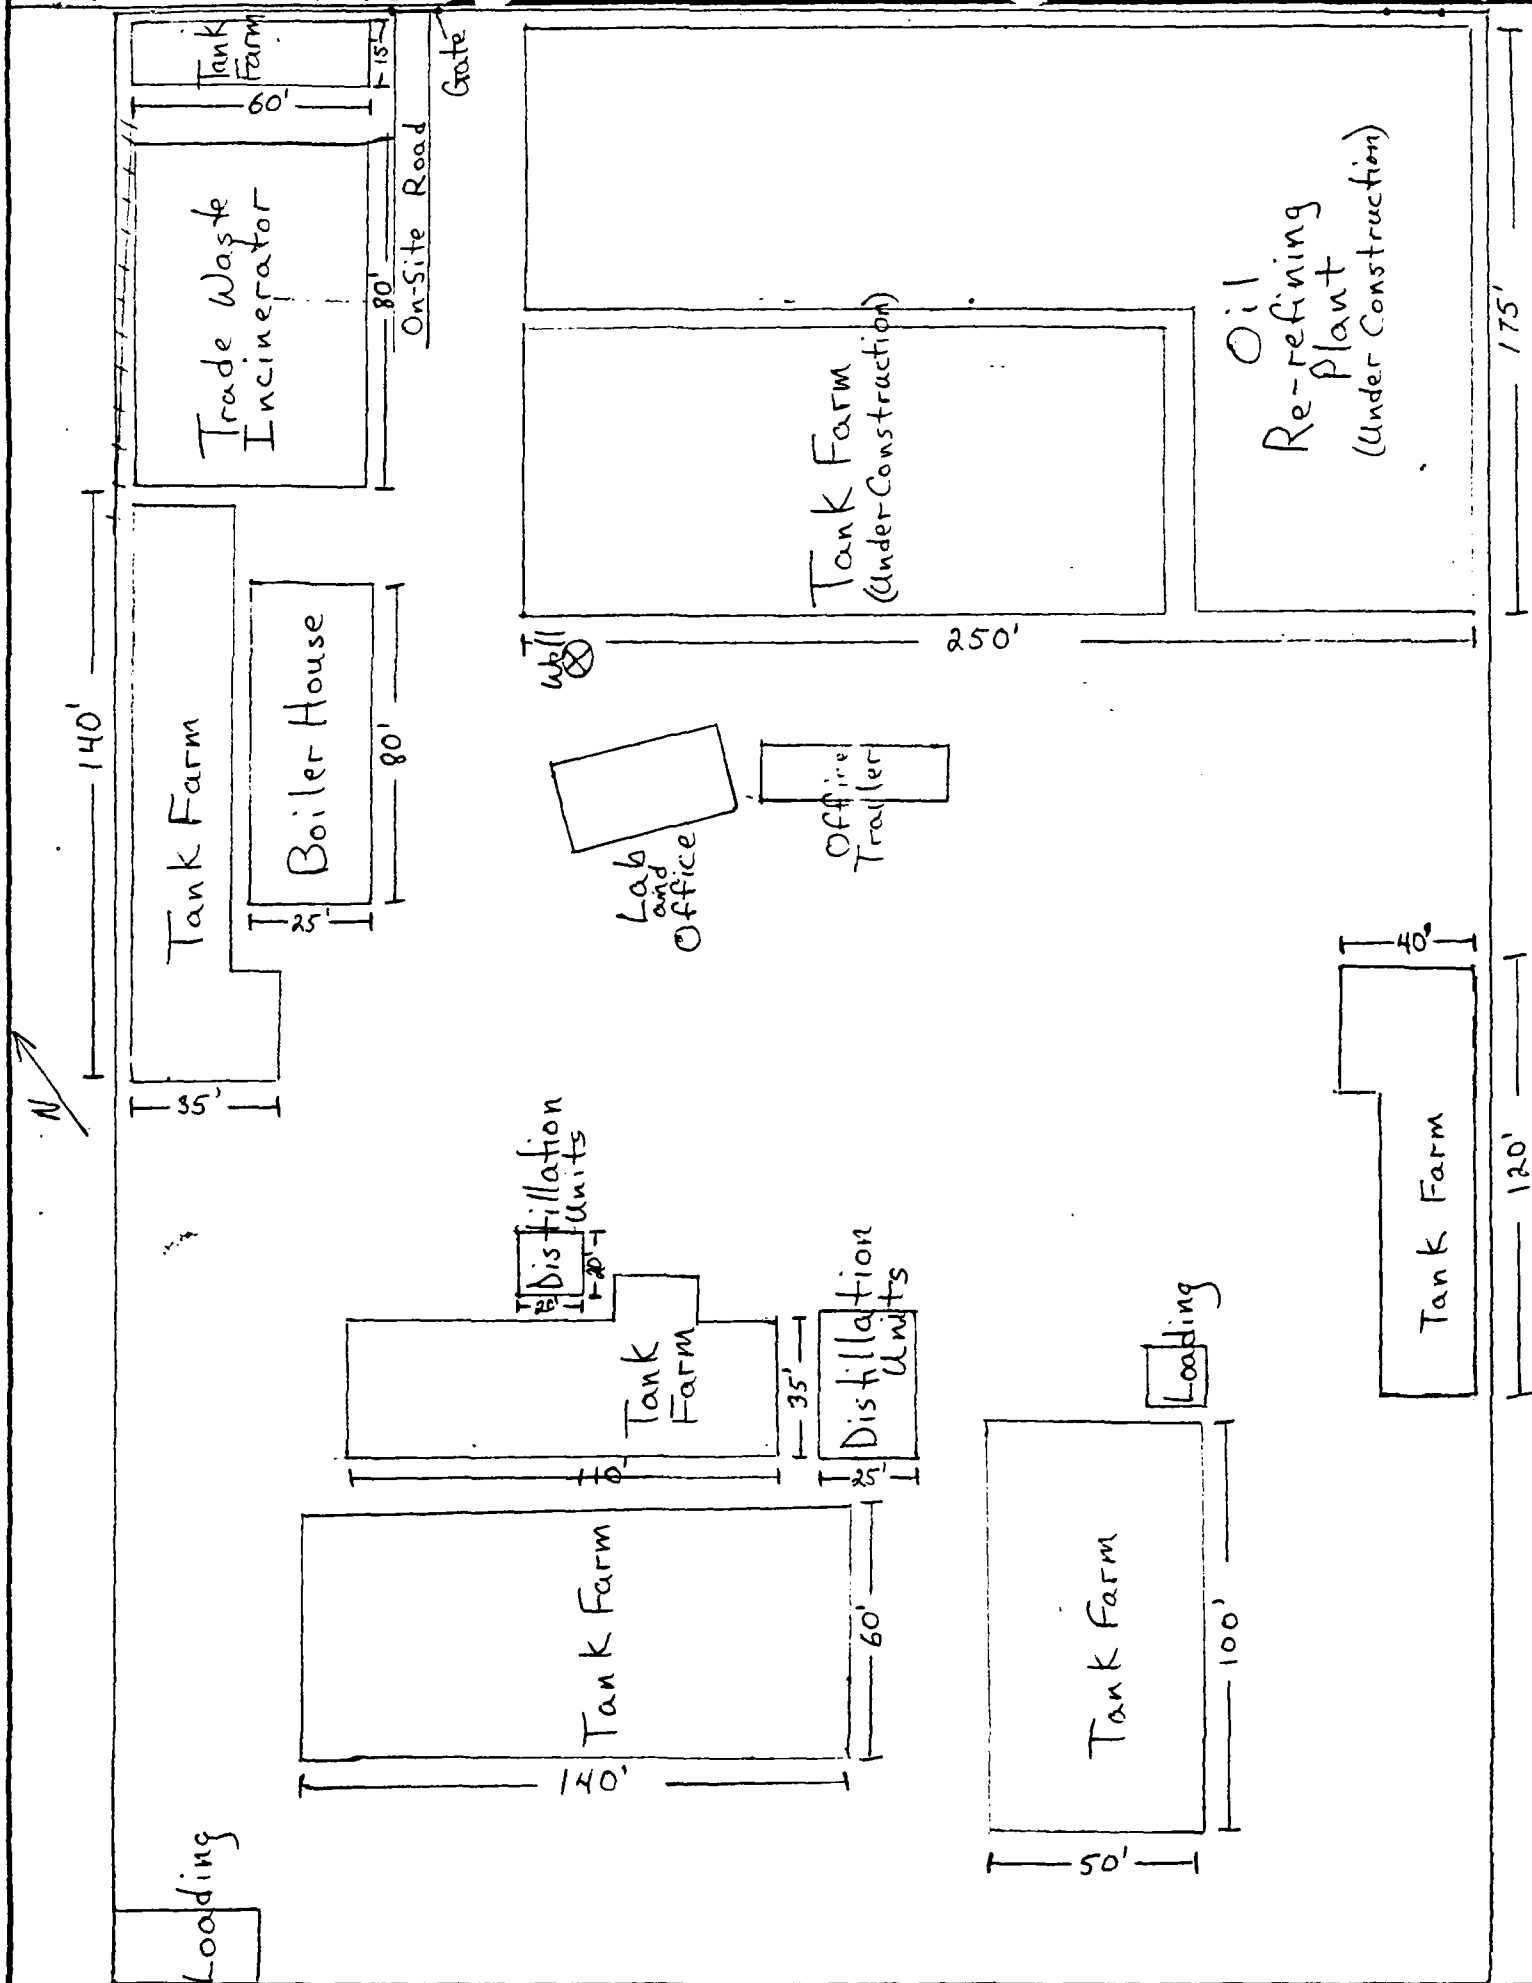 Tank
Farm
15'
60'
Gate
Trade Waste
Incinerator
80'
On-Site Road
140'
Tank Farm
35'
Boiler House
80'
25'
Tank Farm
(Under Construction)
Oil
Re-refining
Plant
(Under Construction)
175'
250'
Well
Lab
and
Office
Office
Trailer
N
40'
Tank Farm
120'
Distillation
Units
20'
Tank
Farm
35'
Distillation
Units
25'
Loading
Tank Farm
60'
140'
Tank Farm
100'
50'
Loading